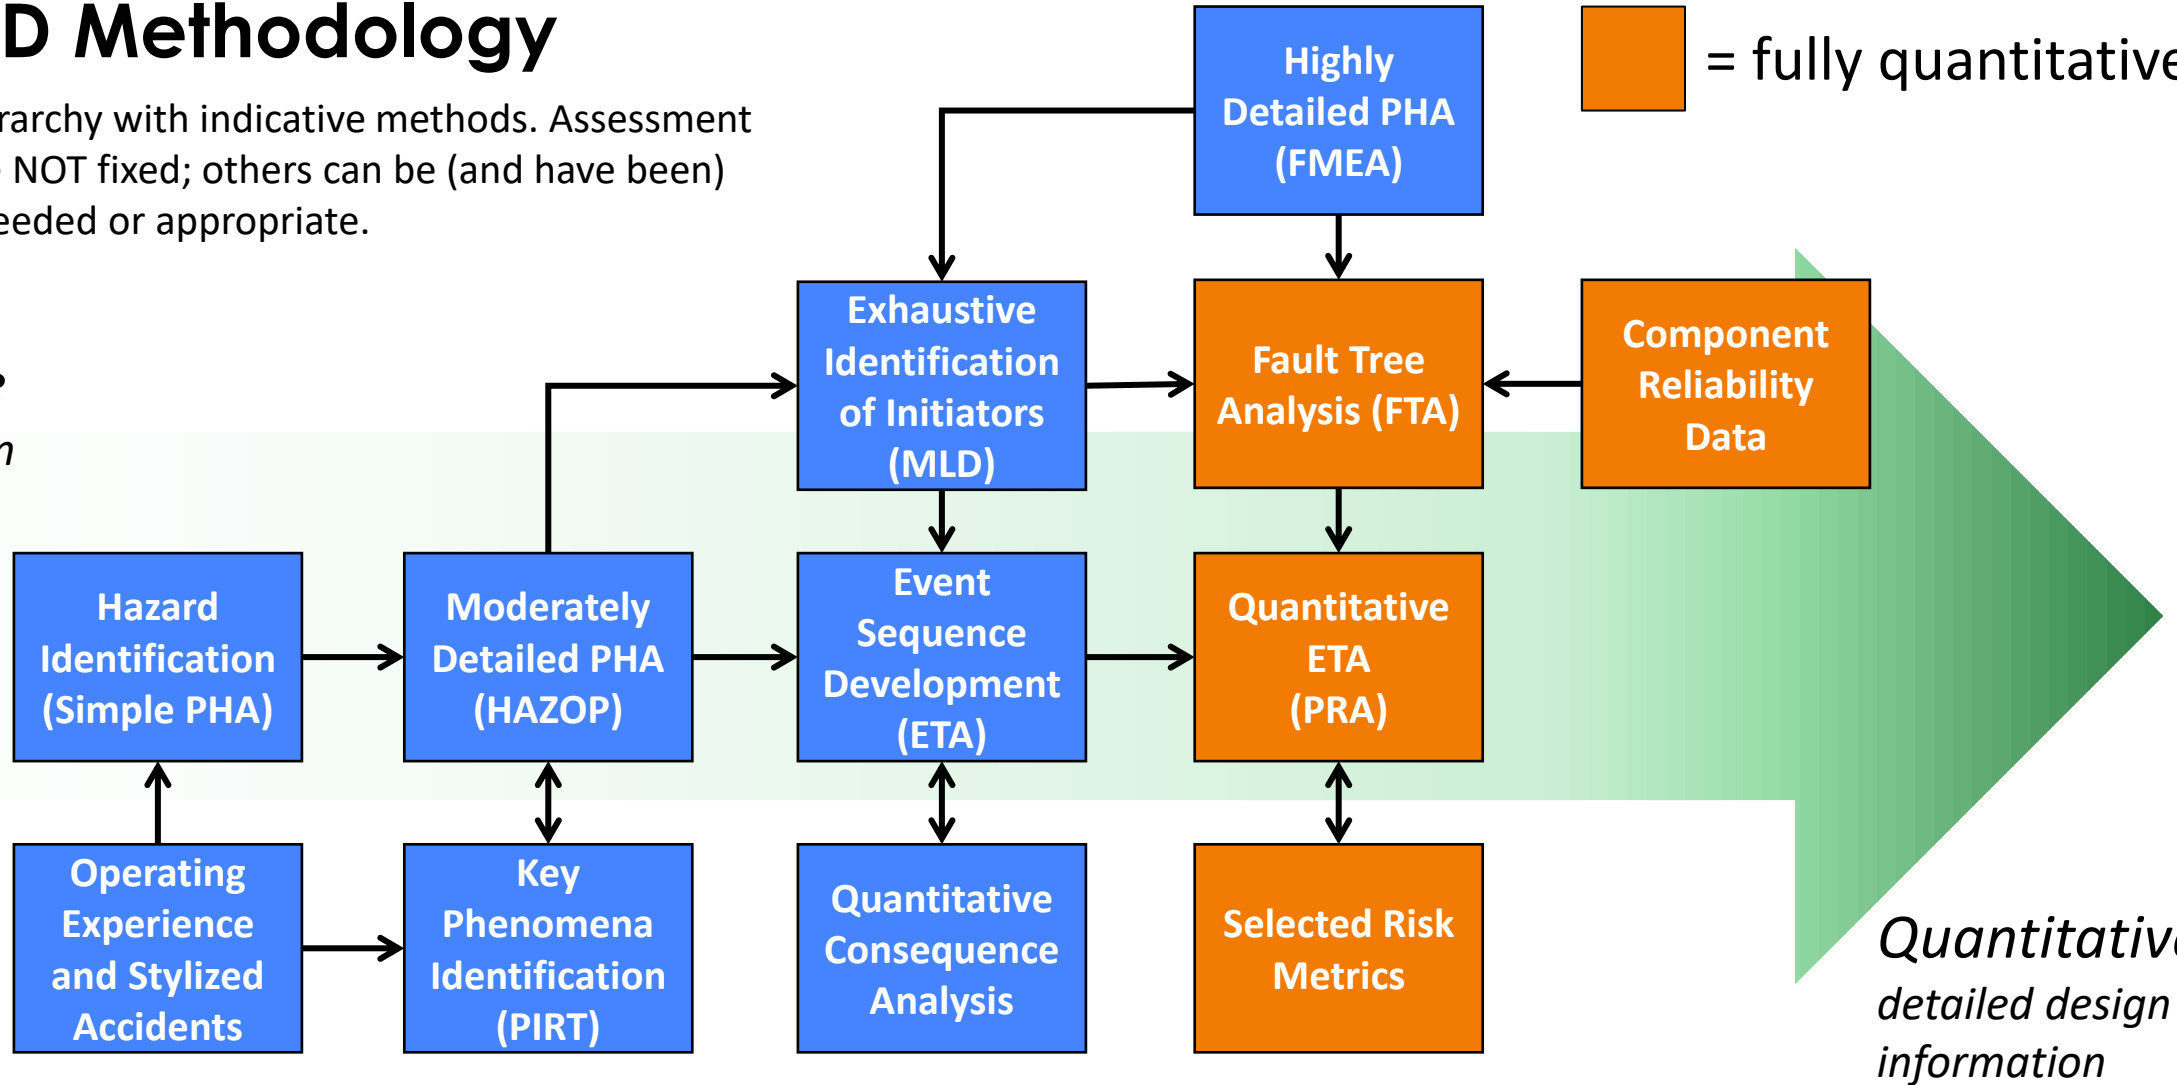 D Methodology
rarchy with indicative methods. Assessment
NOT fixed; others can be (and have been)
eeded or appropriate.
= fully quantitative
Highly
Detailed PHA
(FMEA)
Exhaustive
Identification
of Initiators
(MLD)
Fault Tree
Analysis (FTA)
Component
Reliability
Data
Hazard
Identification
(Simple PHA)
Moderately
Detailed PHA
(HAZOP)
Event
Sequence
Development
(ETA)
Quantitative
ETA
(PRA)
Operating
Experience
and Stylized
Accidents
Key
Phenomena
Identification
(PIRT)
Quantitative
Consequence
Analysis
Selected Risk
Metrics
Quantitative
detailed design
information